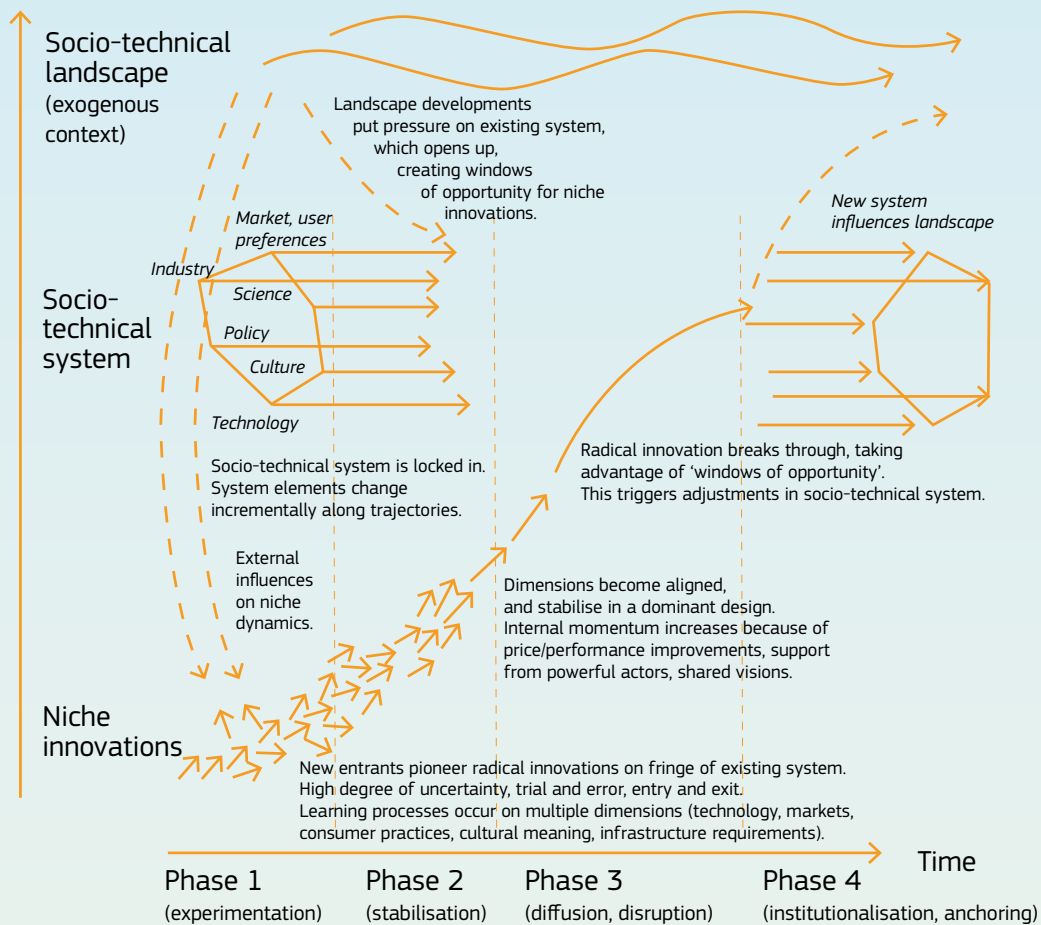 Socio-technical
landscape
(exogenous
context)
Landscape developments
put pressure on existing system,
which opens up,
creating windows
of opportunity for niche
innovations.
New system
influences landscape
Market, user
preferences
Industry
Science
Policy
Culture
Technology
Socio-
technical
system
Socio-technical system is locked in.
System elements change
incrementally along trajectories.
Radical innovation breaks through, taking
advantage of ‘windows of opportunity’.
This triggers adjustments in socio-technical system.
External
influences
on niche
dynamics.
Dimensions become aligned,
and stabilise in a dominant design.
Internal momentum increases because of
price/performance improvements, support
from powerful actors, shared visions.
Niche
innovations
New entrants pioneer radical innovations on fringe of existing system.
High degree of uncertainty, trial and error, entry and exit.
Learning processes occur on multiple dimensions (technology, markets,
consumer practices, cultural meaning, infrastructure requirements).
Time
Phase 1
(experimentation)
Phase 2
(stabilisation)
Phase 3
(diffusion, disruption)
Phase 4
(institutionalisation, anchoring)